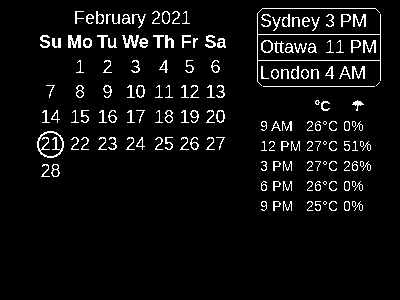 February 2021
Su Mo Tu We Th Fr Sa
1 2 3 4 5 6
7 8 9 10 11 12 13
14 15 16 17 18 19 20
21 22 23 24 25 26 27
28
Sydney 3 PM
Ottawa 11 PM
London 4 AM
°C ☂
9 AM 26°C 0%
12 PM 27°C 51%
3 PM 27°C 26%
6 PM 26°C 0%
9 PM 25°C 0%